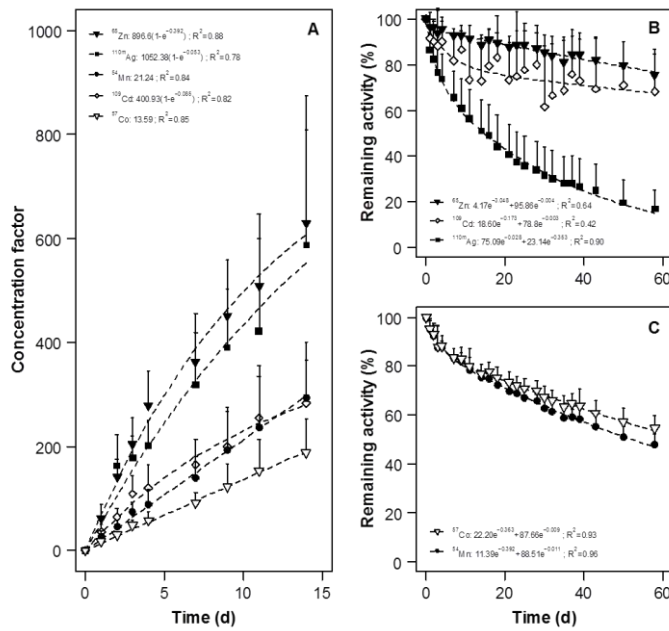 A
⁶⁵Zn: 896.6(1-e^-0.392); R²=0.88
¹¹⁰ᵐAg: 1052.38(1-e^-0.053); R²=0.78
⁵⁴Mn: 21.24; R²=0.84
¹⁰⁹Cd: 400.93(1-e^-0.086); R²=0.82
⁵⁷Co: 13.59; R²=0.85
1000
800
600
400
200
0
Concentration factor
0 5 10 15
Time (d)
B
100
80
60
40
20
0
Remaining activity (%)
⁶⁵Zn: 4.17e^-0.048+95.86e^-0.004; R²=0.64
¹⁰⁹Cd: 18.60e^-0.173+78.8e^-0.003; R²=0.42
¹¹⁰ᵐAg: 75.09e^-0.028+23.14e^-0.353; R²=0.90
0 20 40 60
C
100
80
60
40
20
0
Remaining activity (%)
⁵⁷Co: 22.20e^-0.363+87.66e^-0.009; R²=0.93
⁵⁴Mn: 11.39e^-0.392+88.51e^-0.011; R²=0.96
0 20 40 60
Time (d)